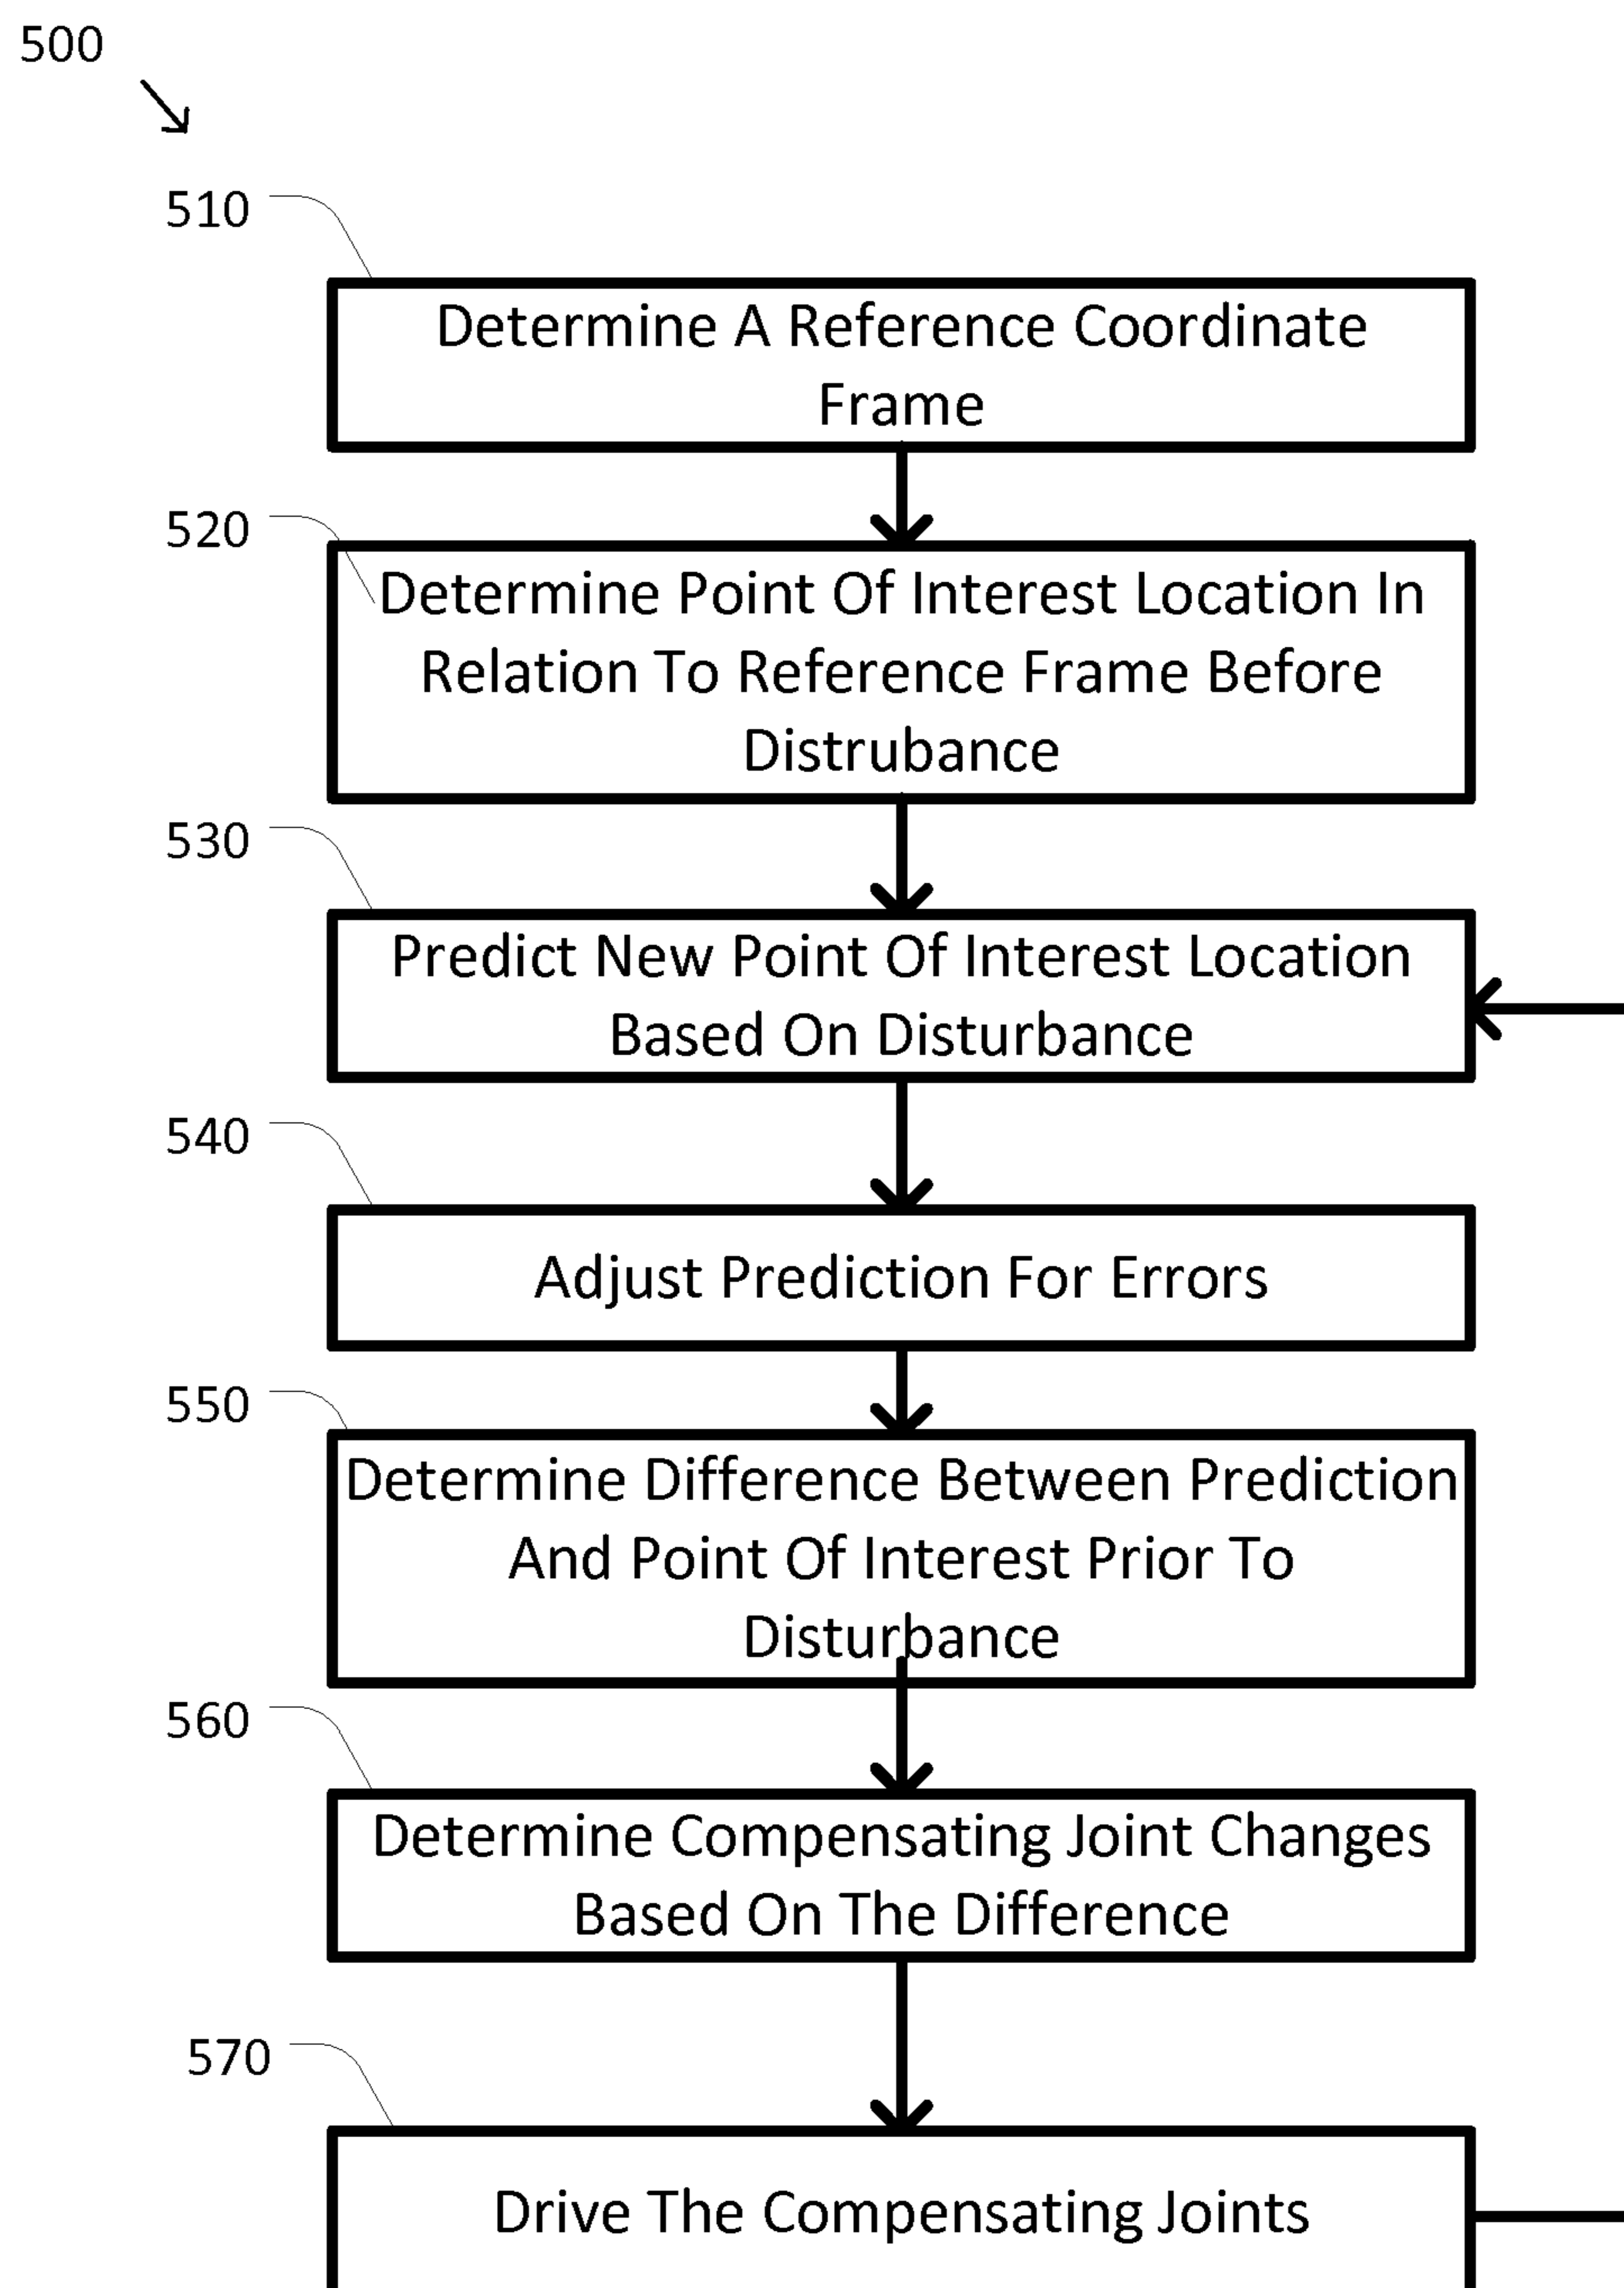 500
510
Determine A Reference Coordinate
Frame
520
Determine Point Of Interest Location In
Relation To Reference Frame Before
Distrubance
530
Predict New Point Of Interest Location
Based On Disturbance
540
Adjust Prediction For Errors
550
Determine Difference Between Prediction
And Point Of Interest Prior To
Disturbance
560
Determine Compensating Joint Changes
Based On The Difference
570
Drive The Compensating Joints